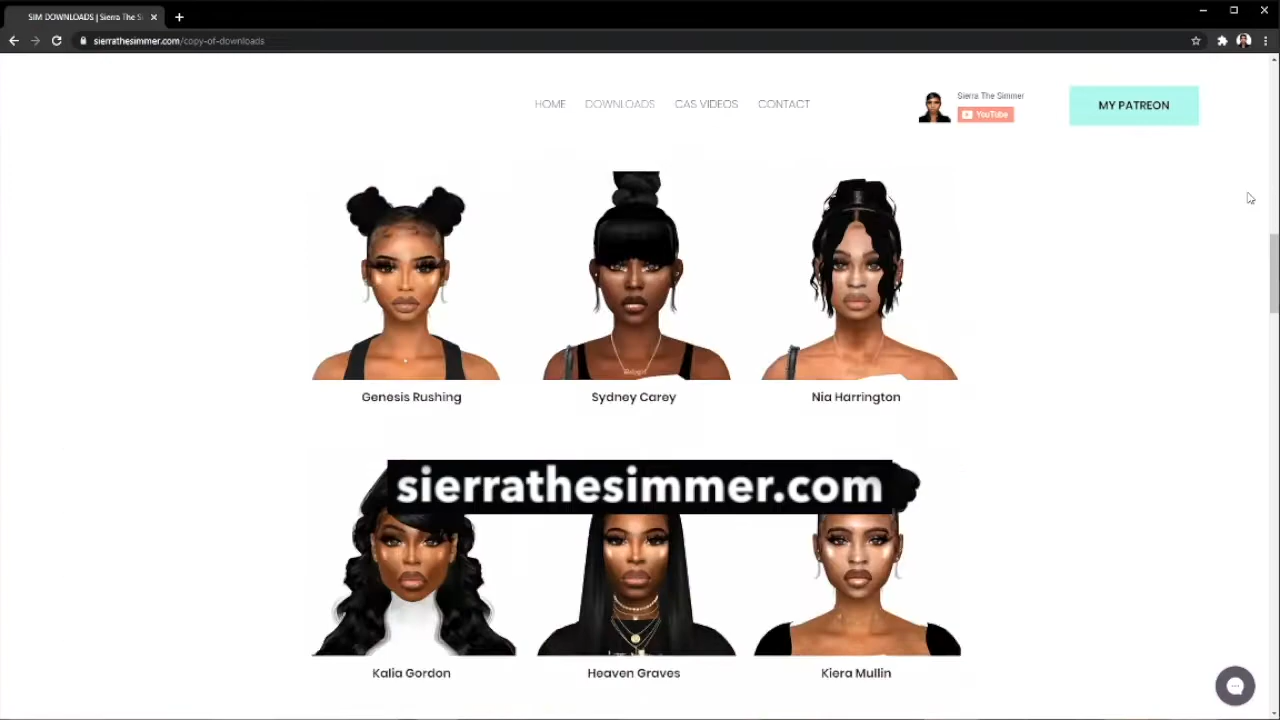 SIM DOWNLOADS | Sierra The Si
sierrathesimmer.com/copy-of-downloads
HOME DOWNLOADS CAS VIDEOS CONTACT
Sierra The Simmer
YouTube
MY PATREON
Genesis Rushing
Sydney Carey
Nia Harrington
sierrathesimmer.com
Kalia Gordon
Heaven Graves
Kiera Mullin